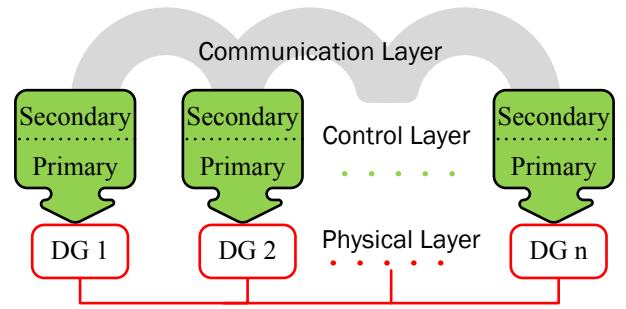 Communication Layer
Secondary
Primary
Secondary
Primary
Control Layer
Secondary
Primary
DG 1
DG 2
Physical Layer
DG n